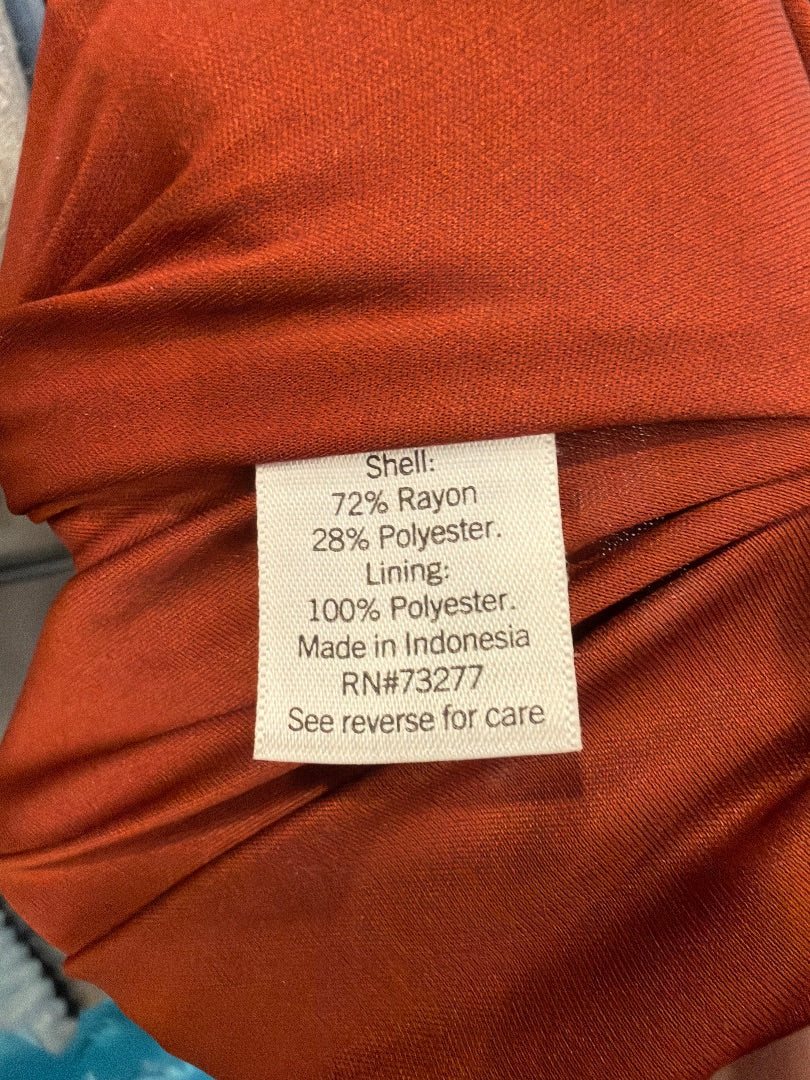 Shell:
72% Rayon
28% Polyester.
Lining:
100% Polyester.
Made in Indonesia
RN#73277
See reverse for care